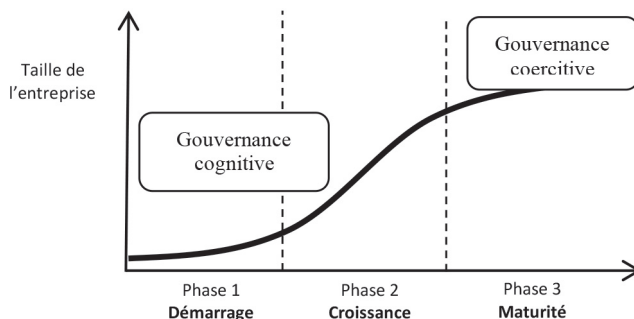 Taille de
l’entreprise
Gouvernance
coercitive
Gouvernance
cognitive
Phase 1
Démarrage
Phase 2
Croissance
Phase 3
Maturité